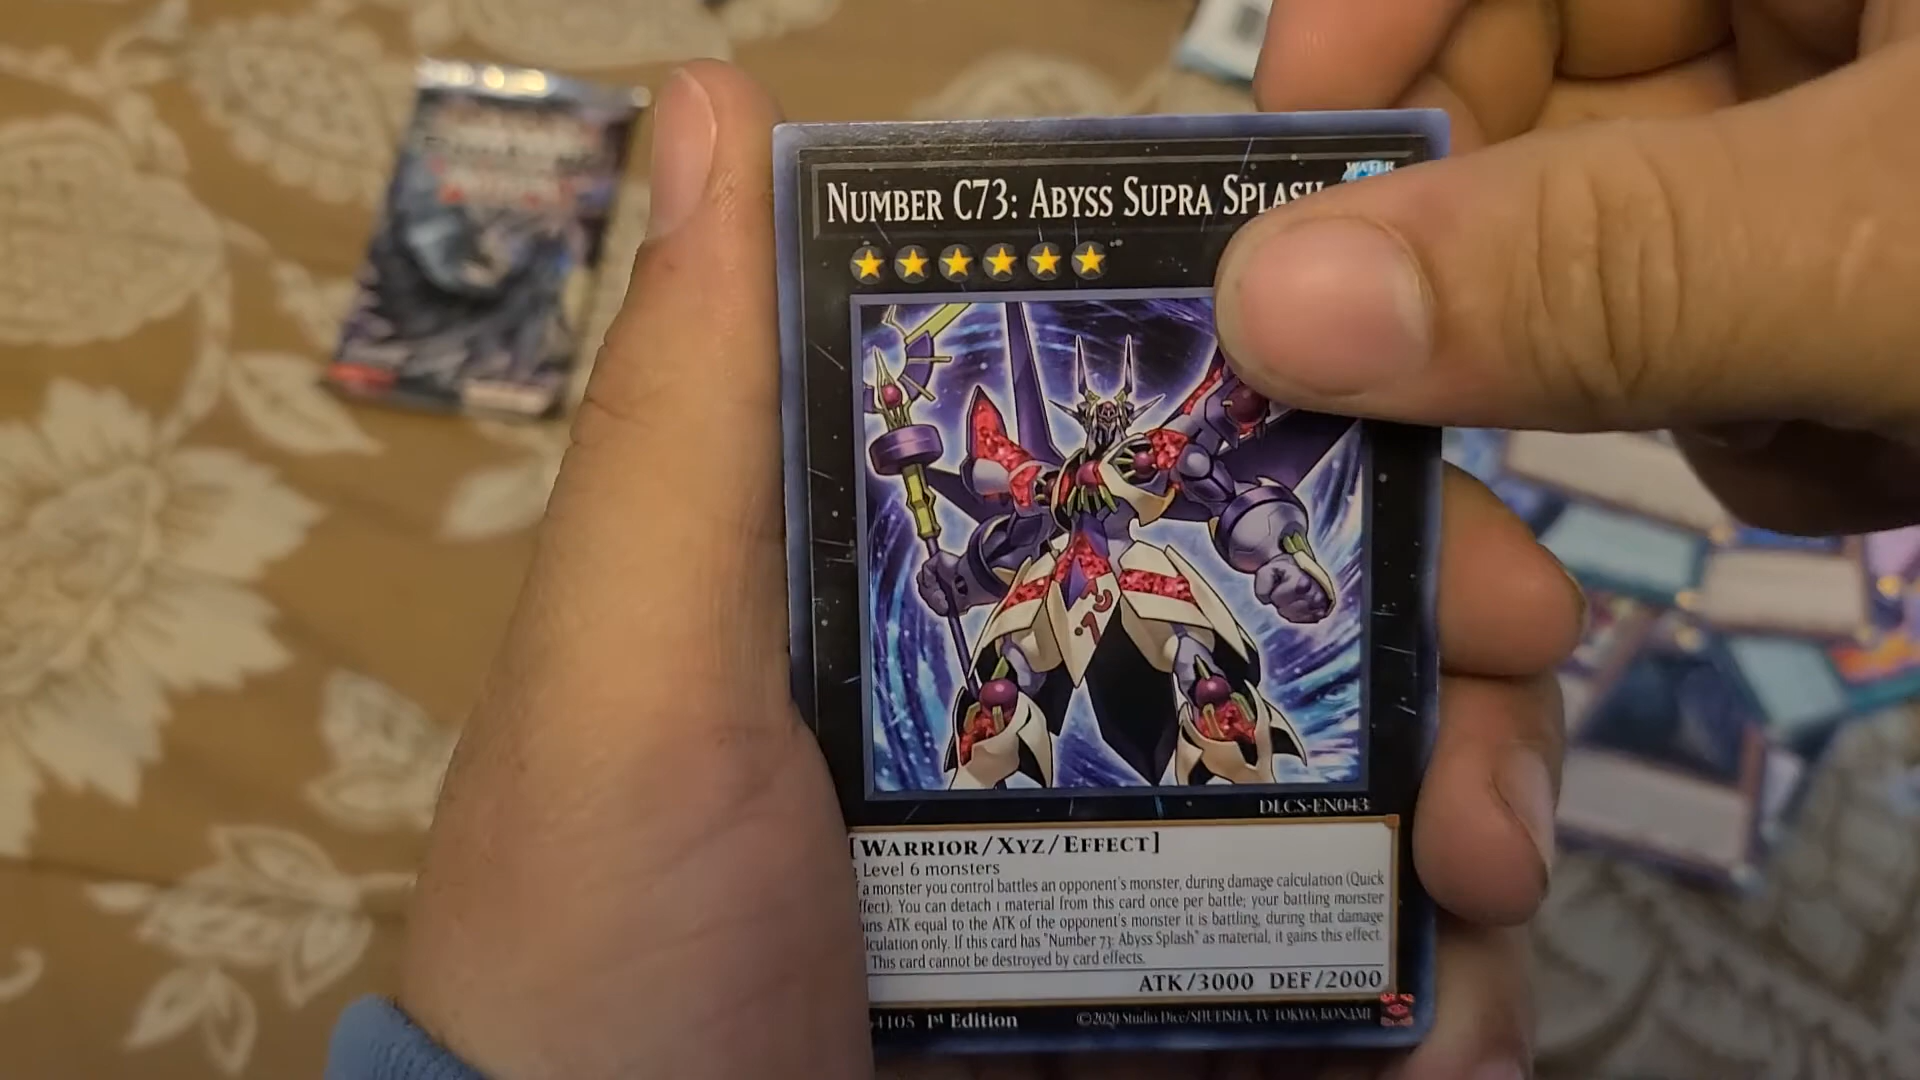 WATER
NUMBER C73: ABYSS SUPRA SPLASH
DLCS-EN043
[WARRIOR/XYZ/EFFECT]
Level 6 monsters
a monster you control battles an opponent's monster, during damage calculation (Quick
ffect): You can detach 1 material from this card once per battle; your battling monster
ins ATK equal to the ATK of the opponent's monster it is battling, during that damage
lculation only. If this card has "Number 73: Abyss Splash" as material, it gains this effect.
This card cannot be destroyed by card effects.
ATK/3000 DEF/2000
4105 1st Edition ©2020 Studio Dice/SHUEISHA, TV TOKYO, KONAMI